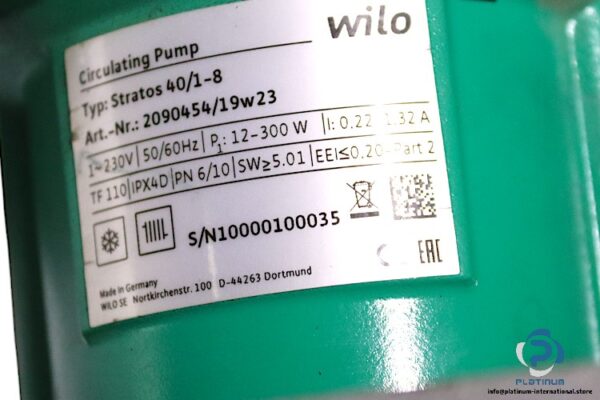 wilo
Circulating Pump
Typ: Stratos 40/1-8
Art.-Nr.: 2090454/19w23
1~230V | 50/60Hz | P1: 12-300 W | I: 0.22-1.32 A
TF 110 | IPX4D | PN 6/10 | SW≥5.01 | EEI≤0.20-Part 2
S/N10000100035
EAC
Made in Germany
WILO SE Nortkirchenstr. 100 D-44263 Dortmund
PLATINUM
info@platinum-international.store